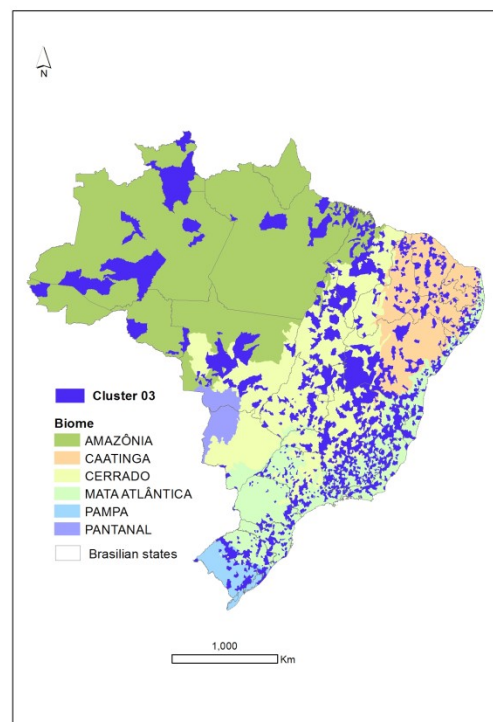 N
Cluster 03
Biome
AMAZÔNIA
CAATINGA
CERRADO
MATA ATLÂNTICA
PAMPA
PANTANAL
Brasilian states
1,000
Km